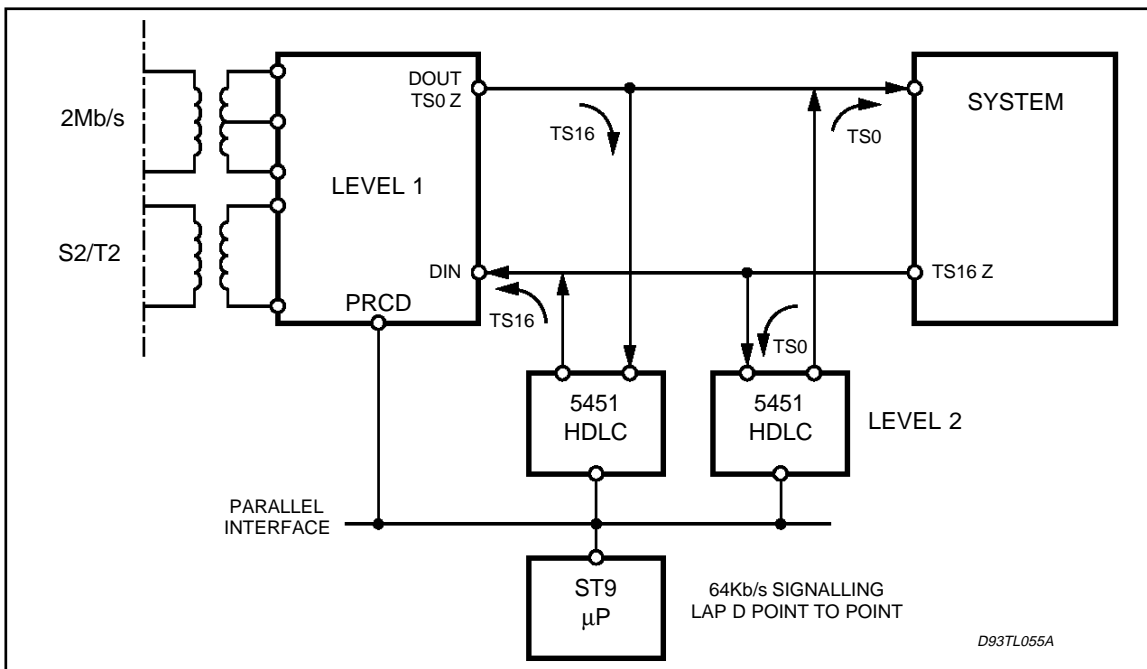 2Mb/s
S2/T2
LEVEL 1
DOUT
TS0 Z
DIN
PRCD
TS16
TS16
TS0
TS0
SYSTEM
TS16 Z
5451
HDLC
5451
HDLC
LEVEL 2
PARALLEL
INTERFACE
ST9
µP
64Kb/s SIGNALLING
LAP D POINT TO POINT
D93TL055A